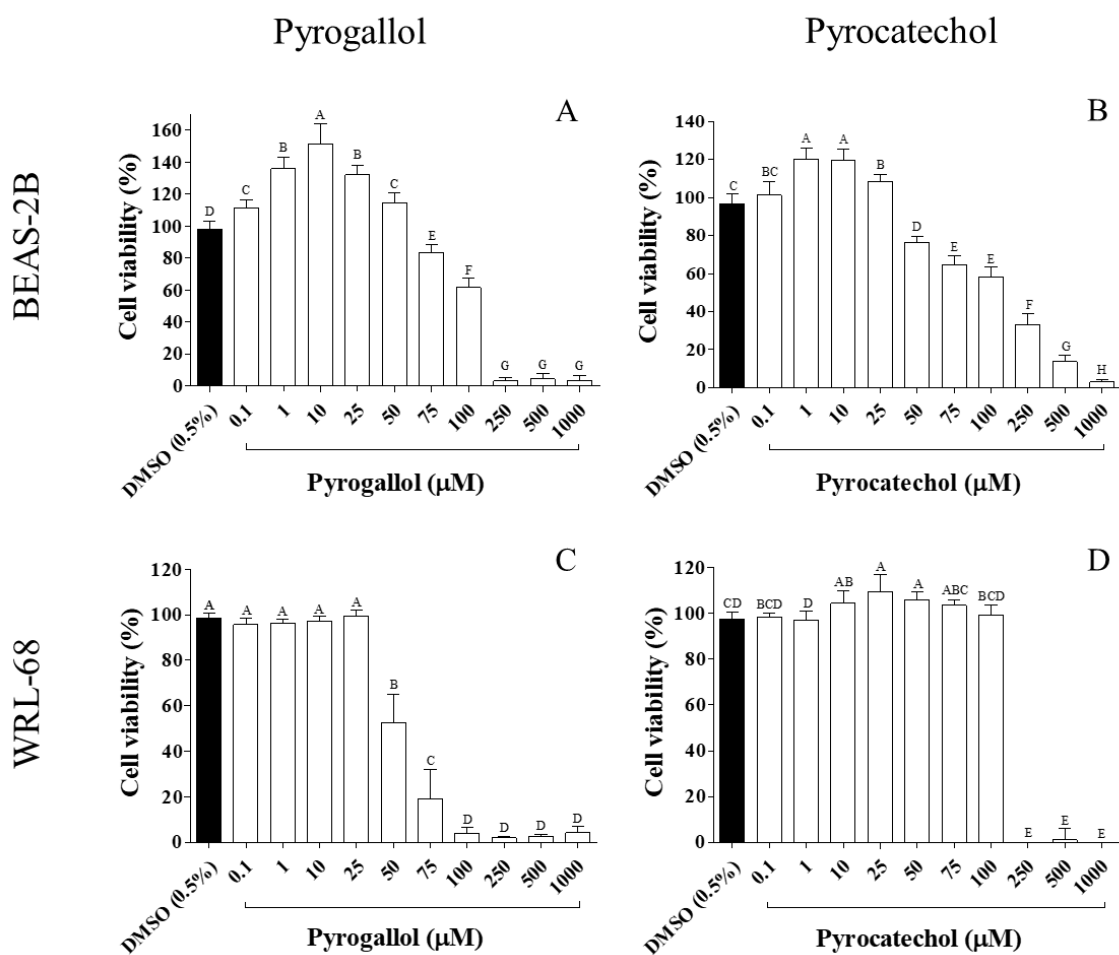 Pyrogallol
Pyrocatechol
BEAS-2B
A
Cell viability (%)
160
140
120
100
80
60
40
20
0
D C B A B C E F G G G
DMSO (0.5%) 0.1 1 10 25 50 75 100 250 500 1000
Pyrogallol (μM)
B
Cell viability (%)
140
120
100
80
60
40
20
0
C BC A A B D E E F G H
DMSO (0.5%) 0.1 1 10 25 50 75 100 250 500 1000
Pyrocatechol (μM)
WRL-68
C
Cell viability (%)
120
100
80
60
40
20
0
A A A A A B C D D D D
DMSO (0.5%) 0.1 1 10 25 50 75 100 250 500 1000
Pyrogallol (μM)
D
Cell viability (%)
120
100
80
60
40
20
0
CD BCD D AB A A ABC BCD E E E
DMSO (0.5%) 0.1 1 10 25 50 75 100 250 500 1000
Pyrocatechol (μM)